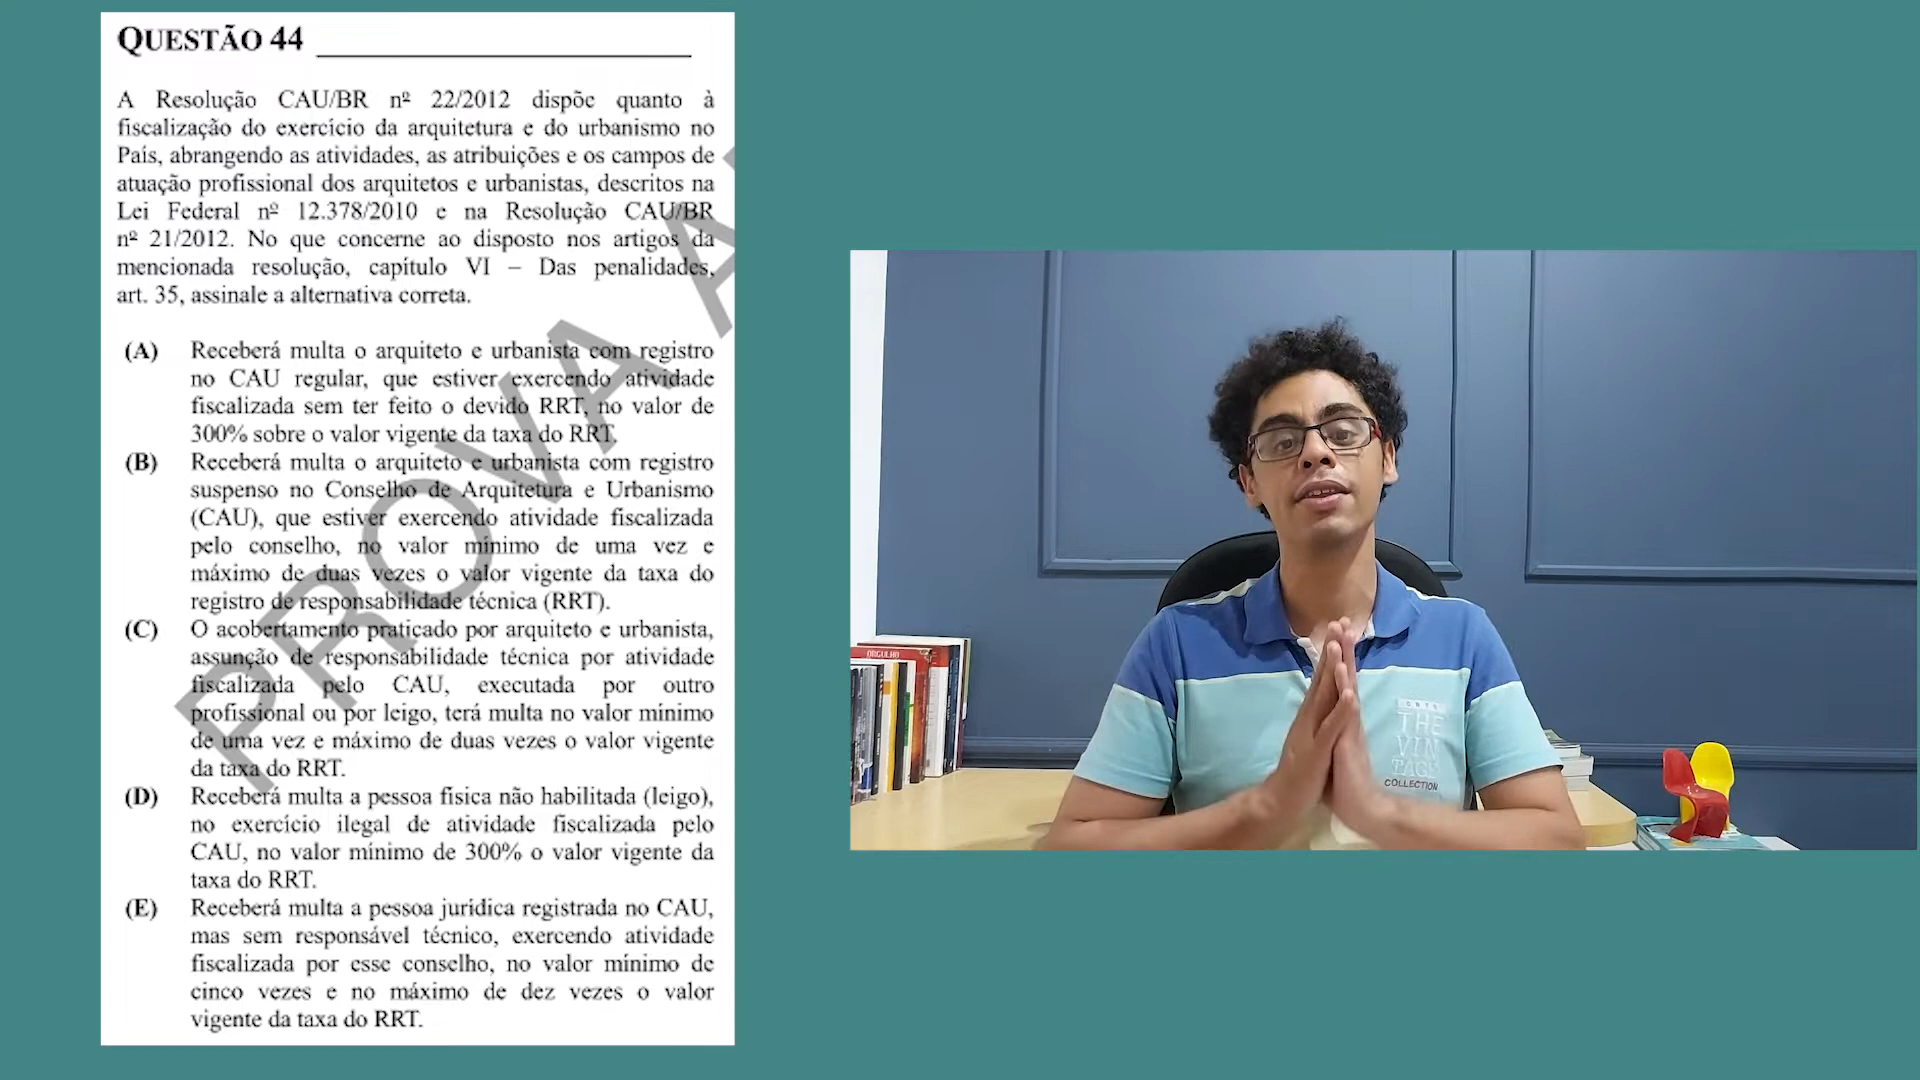 QUESTÃO 44
A Resolução CAU/BR nº 22/2012 dispõe quanto à
fiscalização do exercício da arquitetura e do urbanismo no
País, abrangendo as atividades, as atribuições e os campos de
atuação profissional dos arquitetos e urbanistas, descritos na
Lei Federal nº 12.378/2010 e na Resolução CAU/BR
nº 21/2012. No que concerne ao disposto nos artigos da
mencionada resolução, capítulo VI – Das penalidades,
art. 35, assinale a alternativa correta.
(A) Receberá multa o arquiteto e urbanista com registro
no CAU regular, que estiver exercendo atividade
fiscalizada sem ter feito o devido RRT, no valor de
300% sobre o valor vigente da taxa do RRT.
(B) Receberá multa o arquiteto e urbanista com registro
suspenso no Conselho de Arquitetura e Urbanismo
(CAU), que estiver exercendo atividade fiscalizada
pelo conselho, no valor mínimo de uma vez e
máximo de duas vezes o valor vigente da taxa do
registro de responsabilidade técnica (RRT).
(C) O acobertamento praticado por arquiteto e urbanista,
assunção de responsabilidade técnica por atividade
fiscalizada pelo CAU, executada por outro
profissional ou por leigo, terá multa no valor mínimo
de uma vez e máximo de duas vezes o valor vigente
da taxa do RRT.
(D) Receberá multa a pessoa física não habilitada (leigo),
no exercício ilegal de atividade fiscalizada pelo
CAU, no valor mínimo de 300% o valor vigente da
taxa do RRT.
(E) Receberá multa a pessoa jurídica registrada no CAU,
mas sem responsável técnico, exercendo atividade
fiscalizada por esse conselho, no valor mínimo de
cinco vezes e no máximo de dez vezes o valor
vigente da taxa do RRT.
PROVA A
ORGULHO
THE
VIN
TAGS
COLLECTION